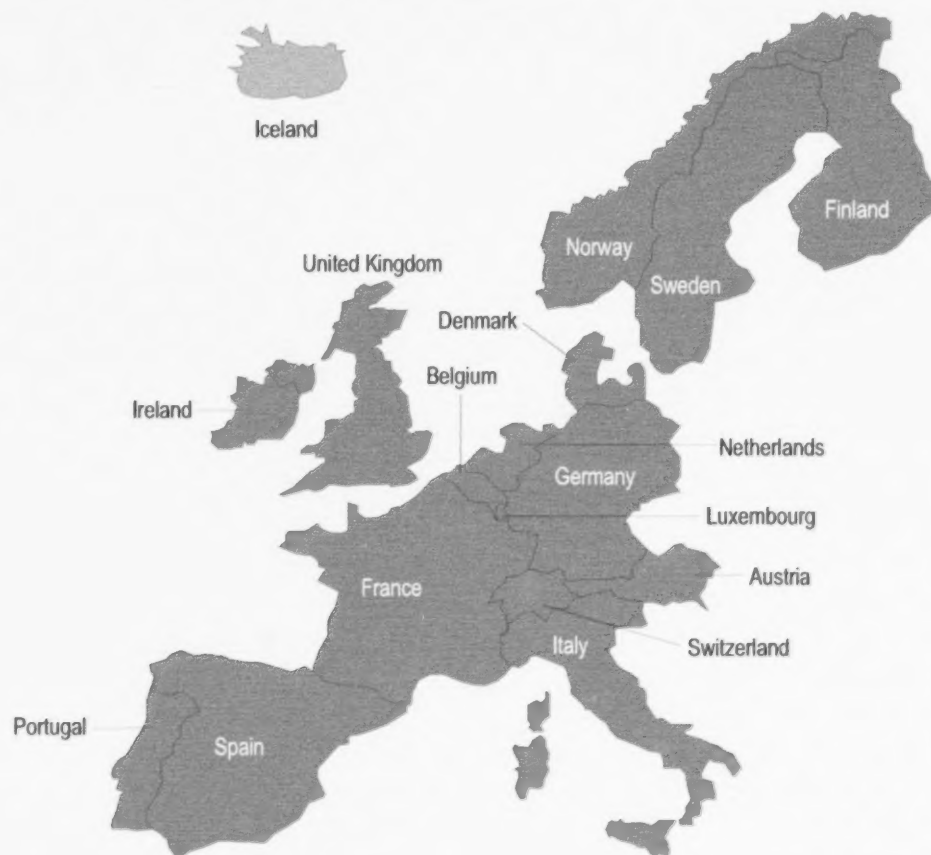 Iceland
Norway
Finland
Sweden
United Kingdom
Denmark
Belgium
Ireland
Netherlands
Germany
Luxembourg
France
Austria
Italy
Switzerland
Portugal
Spain